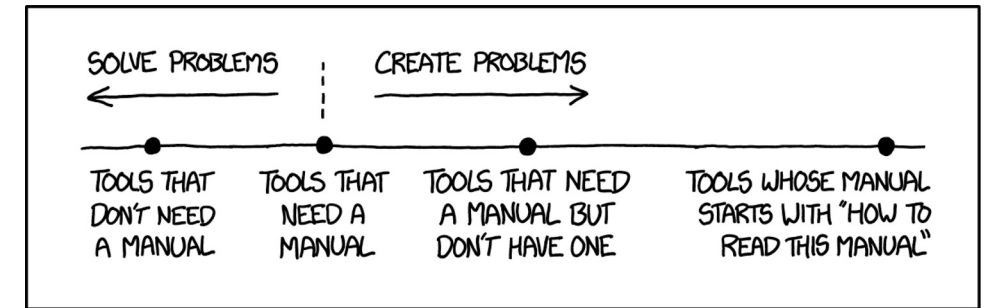 SOLVE PROBLEMS
CREATE PROBLEMS
TOOLS THAT
DON'T NEED
A MANUAL
TOOLS THAT
NEED A
MANUAL
TOOLS THAT NEED
A MANUAL BUT
DON'T HAVE ONE
TOOLS WHOSE MANUAL
STARTS WITH "HOW TO
READ THIS MANUAL"